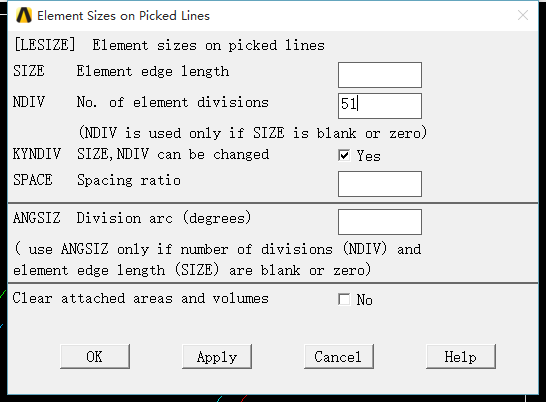 Element Sizes on Picked Lines
[LESIZE] Element sizes on picked lines
SIZE Element edge length
NDIV No. of element divisions 51
(NDIV is used only if SIZE is blank or zero)
KYNDIV SIZE,NDIV can be changed Yes
SPACE Spacing ratio
ANGSIZ Division arc (degrees)
( use ANGSIZ only if number of divisions (NDIV) and
element edge length (SIZE) are blank or zero)
Clear attached areas and volumes No
OK Apply Cancel Help